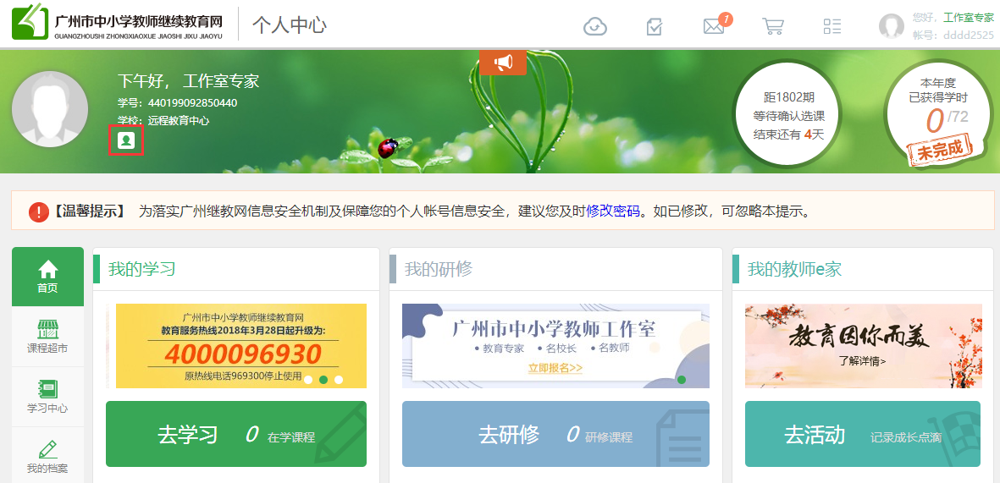 广州市中小学教师继续教育网
GUANGZHOUSHI ZHONGXIAOXUE JIAOSHI JIXU JIAOYU
个人中心
1
您好，工作室专家
帐号：dddd2525
下午好， 工作室专家
学号：440199092850440
学校：远程教育中心
距1802期
等待确认选课
结束还有 4天
本年度
已获得学时
0/72
未完成
【温馨提示】 为落实广州继教网信息安全机制及保障您的个人帐号信息安全，建议您及时修改密码。如已修改，可忽略本提示。
首页
课程超市
学习中心
我的档案
我的学习
广州市中小学教师继续教育网
教育服务热线2018年3月28日起升级为:
4000096930
原热线电话969300停止使用
去学习 0 在学课程
我的研修
广州市中小学教师工作室
• 教育专家 • 名校长 • 名教师
立即报名>>
去研修 0 研修课程
我的教师e家
教育因你而美
了解详情>
去活动 记录成长点滴